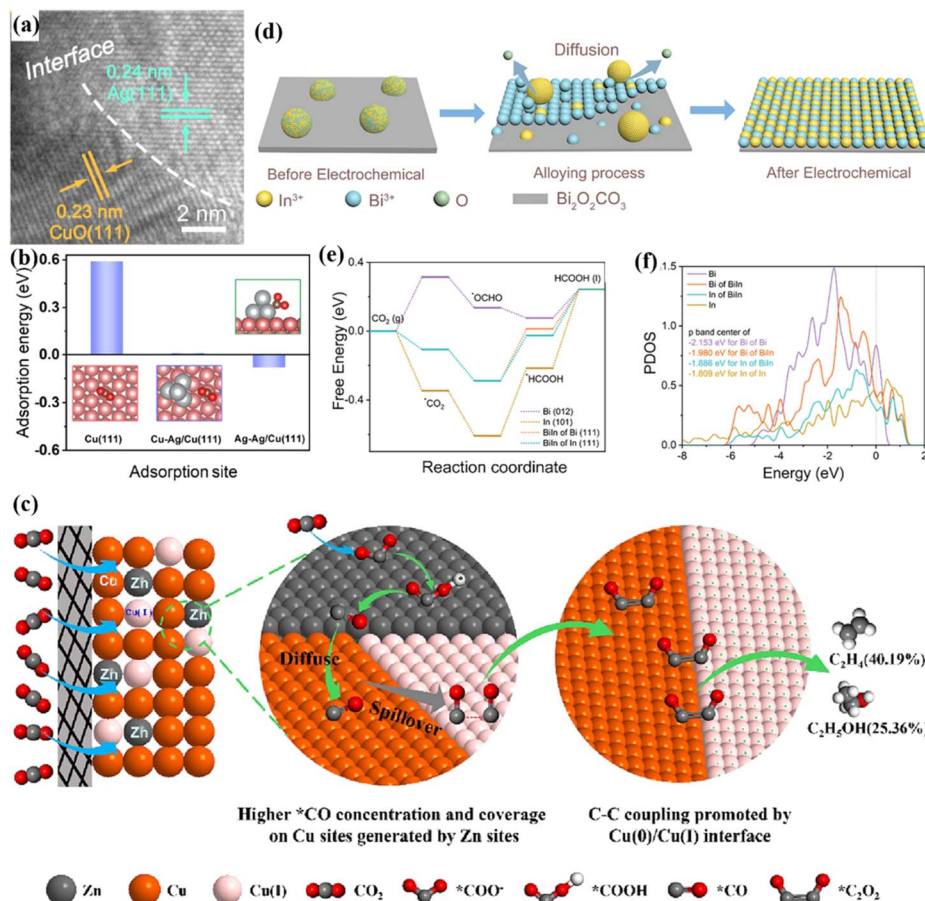 (a)
Interface
0.24 nm
Ag(111)
0.23 nm
CuO(111)
2 nm
(d)
Diffusion
Before Electrochemical
Alloying process
After Electrochemical
In³⁺
Bi³⁺
O
Bi₂O₂CO₃
(b)
Adsorption energy (eV)
0.6
0.3
0.0
-0.3
-0.6
Cu(111)
Cu-Ag/Cu(111)
Ag-Ag/Cu(111)
Adsorption site
(e)
Free Energy (eV)
0.4
0.0
-0.4
CO₂ (g)
*CO₂
*OCHO
*HCOOH
HCOOH (l)
Bi (012)
In (101)
BiIn of Bi (111)
BiIn of In (111)
Reaction coordinate
(f)
PDOS
1.5
1.0
0.5
0.0
Bi
Bi of BiIn
In of BiIn
In
p band center of
-2.153 eV for Bi of Bi
-1.980 eV for Bi of BiIn
-1.886 eV for In of BiIn
-1.809 eV for In of In
-8 -6 -4 -2 0 2
Energy (eV)
(c)
Cu
Zh
Cu(I)
Zh
Zh
Zh
Diffuse
Spillover
C₂H₄(40.19%)
C₂H₅OH(25.36%)
Higher *CO concentration and coverage
on Cu sites generated by Zn sites
C-C coupling promoted by
Cu(0)/Cu(I) interface
Zn
Cu
Cu(I)
CO₂
*COO⁻
*COOH
*CO
*C₂O₂